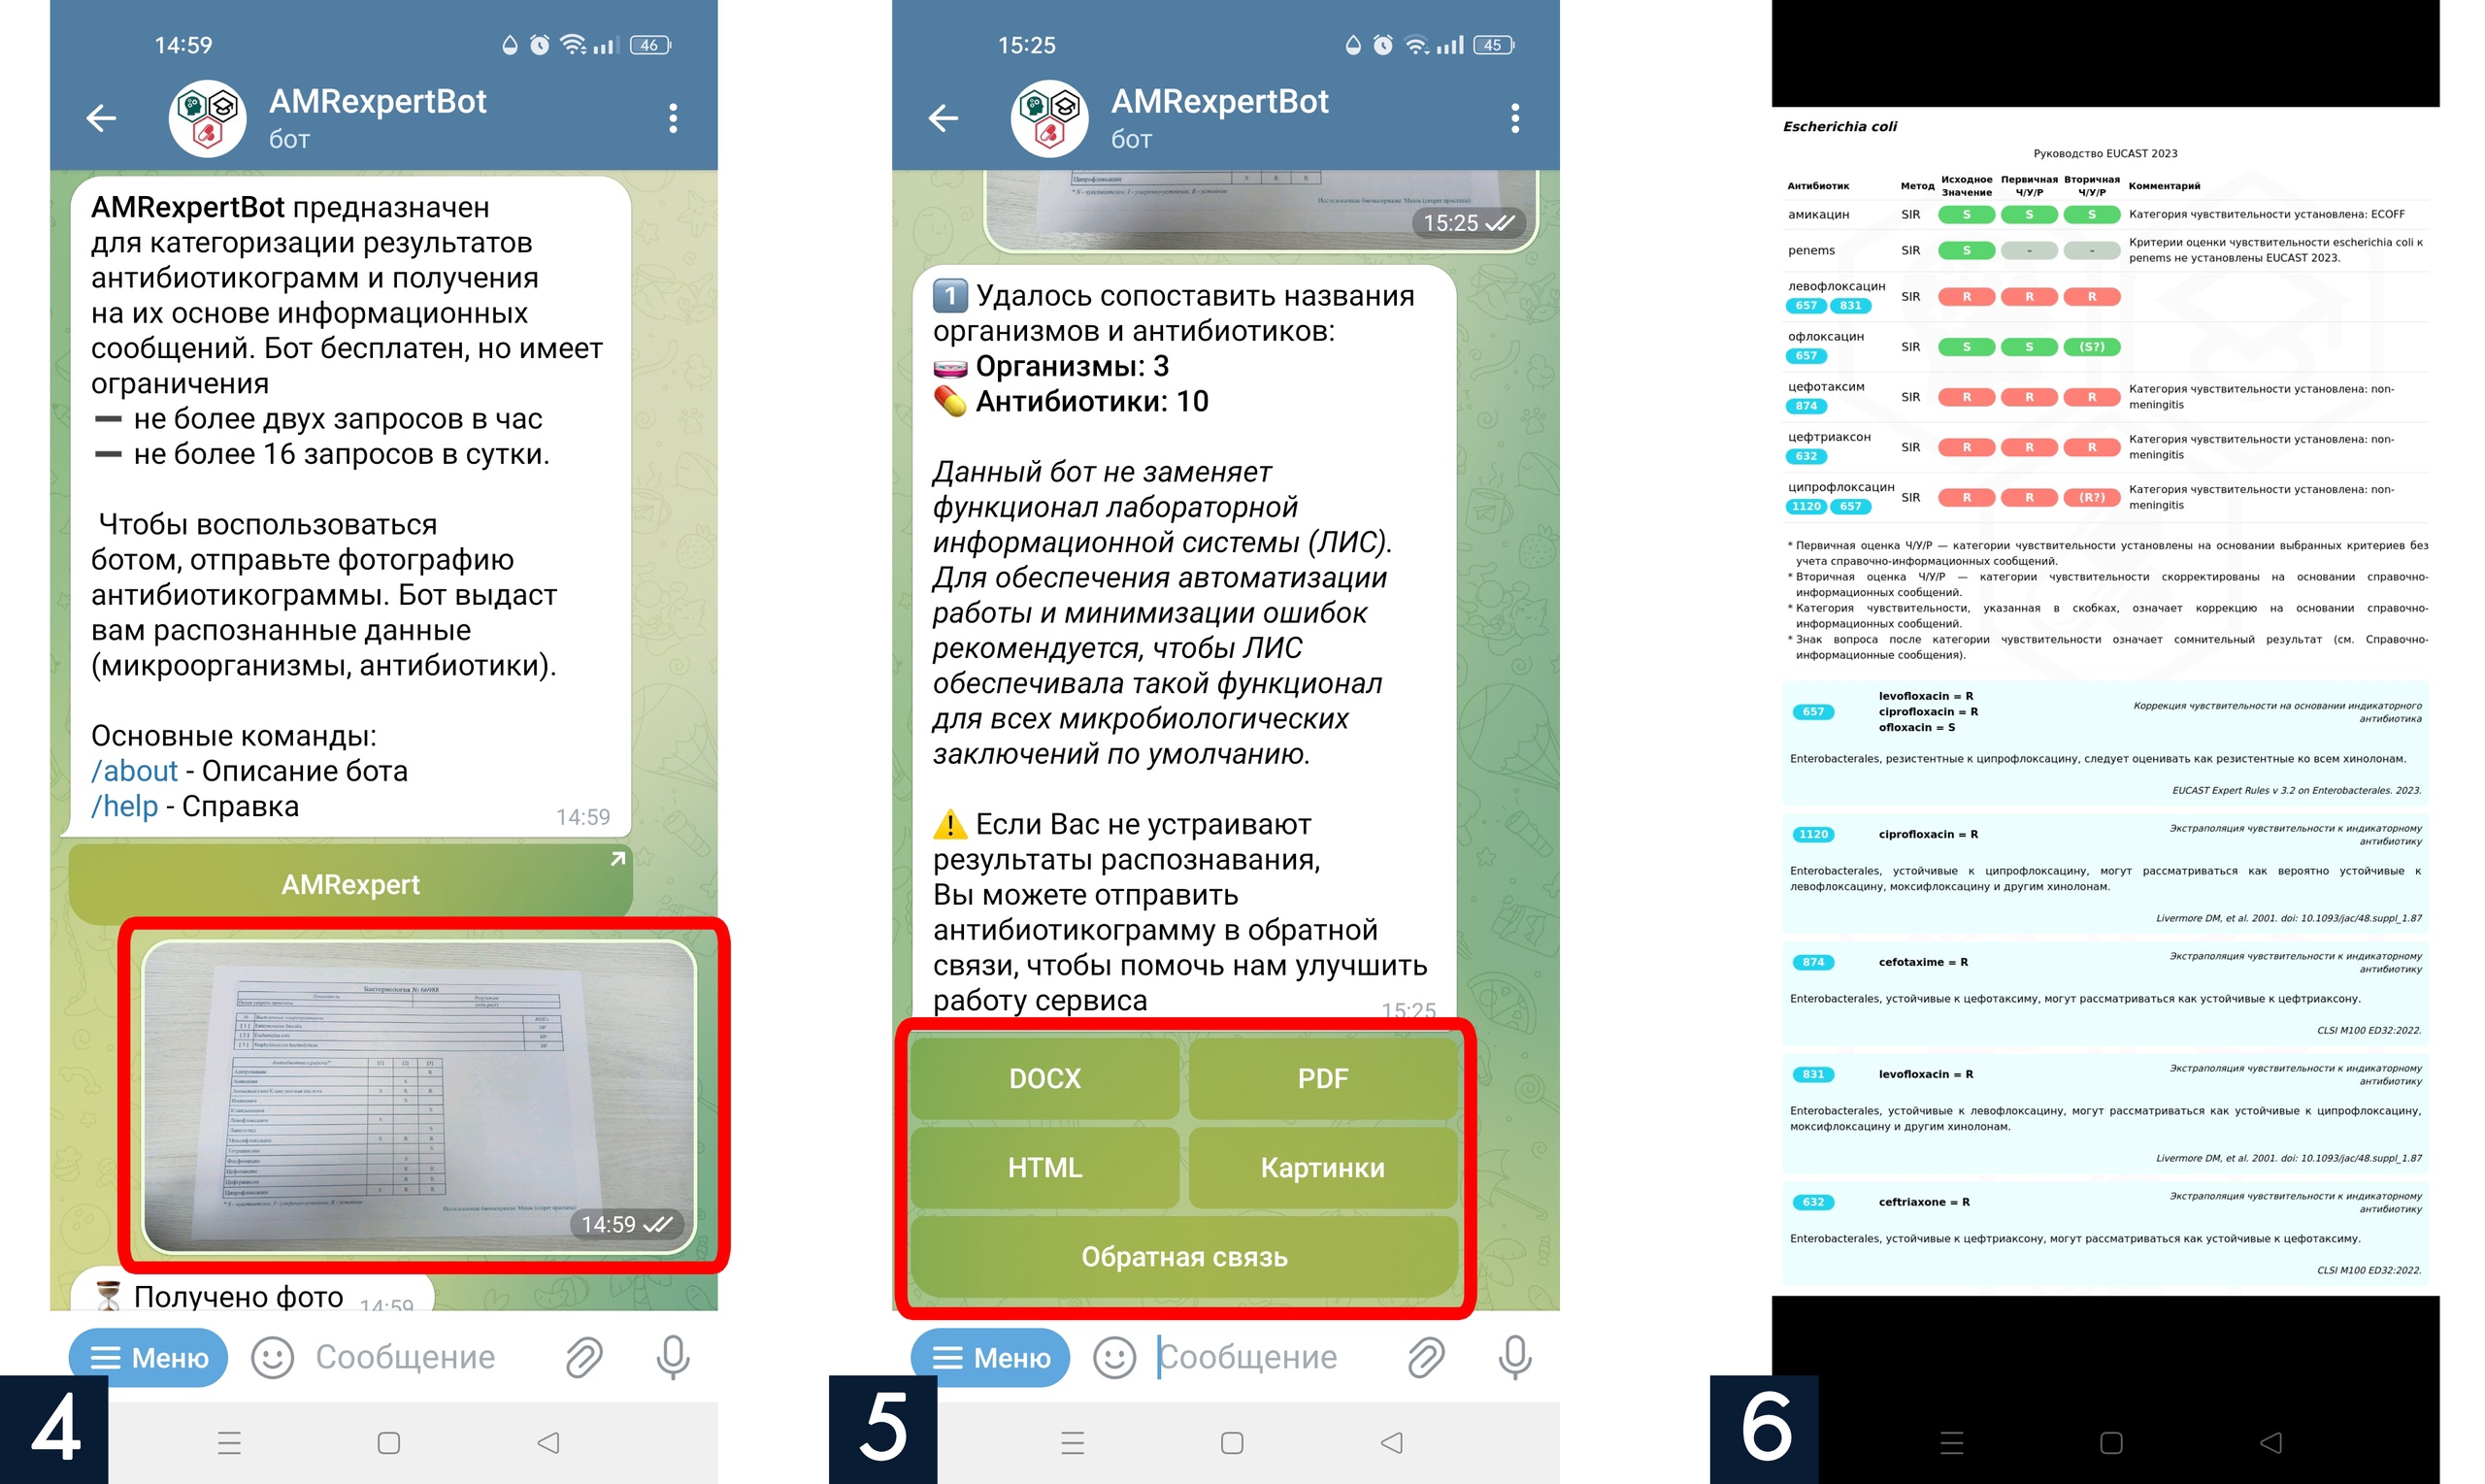 14:59
46
AMRexpertBot
бот
AMRexpertBot предназначен
для категоризации результатов
антибиотикограмм и получения
на их основе информационных
сообщений. Бот бесплатен, но имеет
ограничения
— не более двух запросов в час
— не более 16 запросов в сутки.
Чтобы воспользоваться
ботом, отправьте фотографию
антибиотикограммы. Бот выдаст
вам распознанные данные
(микроорганизмы, антибиотики).
Основные команды:
/about - Описание бота
/help - Справка
14:59
AMRexpert
Бактериология № 66988
14:59
Получено фото
14:59
Меню
Сообщение
4
15:25
45
AMRexpertBot
бот
Ципрофлоксацин S R R
* S - чувствителен, I - умеренно-устойчив, R - устойчив
Исследованный биоматериал: Мазок (секрет простаты)
15:25
1 Удалось сопоставить названия
организмов и антибиотиков:
Организмы: 3
Антибиотики: 10
Данный бот не заменяет
функционал лабораторной
информационной системы (ЛИС).
Для обеспечения автоматизации
работы и минимизации ошибок
рекомендуется, чтобы ЛИС
обеспечивала такой функционал
для всех микробиологических
заключений по умолчанию.
Если Вас не устраивают
результаты распознавания,
Вы можете отправить
антибиотикограмму в обратной
связи, чтобы помочь нам улучшить
работу сервиса
15:25
DOCX PDF
HTML Картинки
Обратная связь
Меню
Сообщение
5
Escherichia coli
Руководство EUCAST 2023
Антибиотик Метод Исходное Значение Первичная Ч/У/Р Вторичная Ч/У/Р Комментарий
амикацин SIR S S S Категория чувствительности установлена: ECOFF
penems SIR S - - Критерии оценки чувствительности escherichia coli к
penems не установлены EUCAST 2023.
левофлоксацин SIR R R R
657 831
офлоксацин SIR S S (S?)
657
цефотаксим SIR R R R Категория чувствительности установлена: non-
874 meningitis
цефтриаксон SIR R R R Категория чувствительности установлена: non-
632 meningitis
ципрофлоксацин SIR R R (R?) Категория чувствительности установлена: non-
1120 657 meningitis
* Первичная оценка Ч/У/Р — категории чувствительности установлены на основании выбранных критериев без
учета справочно-информационных сообщений.
* Вторичная оценка Ч/У/Р — категории чувствительности скорректированы на основании справочно-
информационных сообщений.
* Категория чувствительности, указанная в скобках, означает коррекцию на основании справочно-
информационных сообщений.
* Знак вопроса после категории чувствительности означает сомнительный результат (см. Справочно-
информационные сообщения).
657
levofloxacin = R
ciprofloxacin = R
ofloxacin = S
Коррекция чувствительности на основании индикаторного
антибиотика
Enterobacterales, резистентные к ципрофлоксацину, следует оценивать как резистентные ко всем хинолонам.
EUCAST Expert Rules v 3.2 on Enterobacterales. 2023.
1120 ciprofloxacin = R
Экстраполяция чувствительности к индикаторному
антибиотику
Enterobacterales, устойчивые к ципрофлоксацину, могут рассматриваться как вероятно устойчивые к
левофлоксацину, моксифлоксацину и другим хинолонам.
Livermore DM, et al. 2001. doi: 10.1093/jac/48.suppl_1.87
874 cefotaxime = R
Экстраполяция чувствительности к индикаторному
антибиотику
Enterobacterales, устойчивые к цефотаксиму, могут рассматриваться как устойчивые к цефтриаксону.
CLSI M100 ED32:2022.
831 levofloxacin = R
Экстраполяция чувствительности к индикаторному
антибиотику
Enterobacterales, устойчивые к левофлоксацину, могут рассматриваться как устойчивые к ципрофлоксацину,
моксифлоксацину и другим хинолонам.
Livermore DM, et al. 2001. doi: 10.1093/jac/48.suppl_1.87
632 ceftriaxone = R
Экстраполяция чувствительности к индикаторному
антибиотику
Enterobacterales, устойчивые к цефтриаксону, могут рассматриваться как устойчивые к цефотаксиму.
CLSI M100 ED32:2022.
6